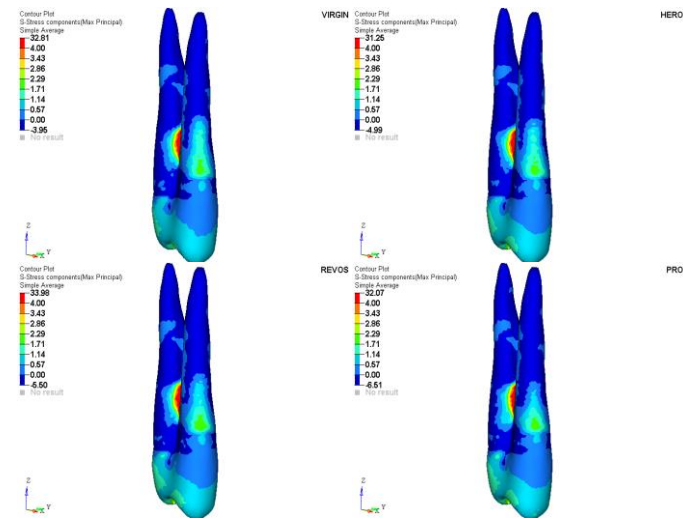 Contour Plot
S-Stress components(Max Principal)
Simple Average
VIRGIN
32.81
4.00
3.43
2.86
2.29
1.71
1.14
0.57
0.00
-3.95
No result
Z
Y
X
Contour Plot
S-Stress components(Max Principal)
Simple Average
HERO
31.25
4.00
3.43
2.86
2.29
1.71
1.14
0.57
0.00
-4.99
No result
Z
Y
X
Contour Plot
S-Stress components(Max Principal)
Simple Average
REVOS
33.98
4.00
3.43
2.86
2.29
1.71
1.14
0.57
0.00
-6.50
No result
Z
Y
X
Contour Plot
S-Stress components(Max Principal)
Simple Average
PRO
32.07
4.00
3.43
2.86
2.29
1.71
1.14
0.57
0.00
-6.51
No result
Z
Y
X